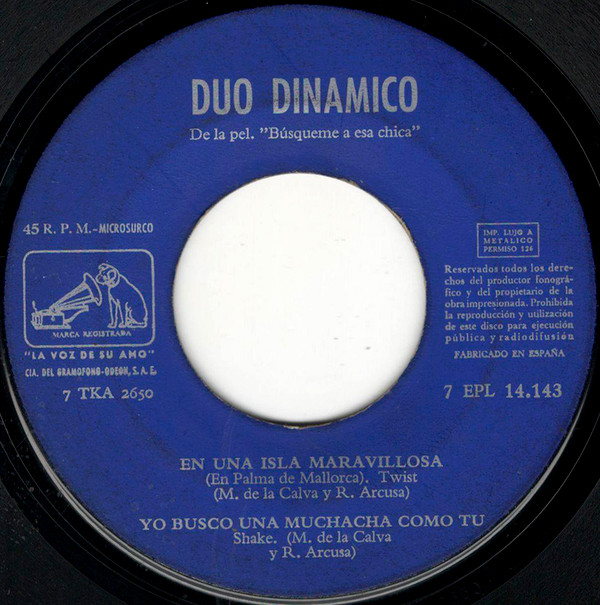 DUO DINAMICO
De la pel. "Búsqueme a esa chica"
45 R. P. M.-MICROSURCO
MARCA REGISTRADA
"LA VOZ DE SU AMO"
CIA. DEL GRAMOFONO-ODEON, S. A. E.
7 TKA 2650
IMP. LUJO A
METALICO
PERMISO 126
Reservados todos los dere-
chos del productor fonográ-
fico y del propietario de la
obra impresionada. Prohibida
la reproducción y utilización
de este disco para ejecución
pública y radiodifusión
FABRICADO EN ESPAÑA
7 EPL 14.143
EN UNA ISLA MARAVILLOSA
(En Palma de Mallorca). Twist
(M. de la Calva y R. Arcusa)
YO BUSCO UNA MUCHACHA COMO TU
Shake. (M. de la Calva
y R. Arcusa)